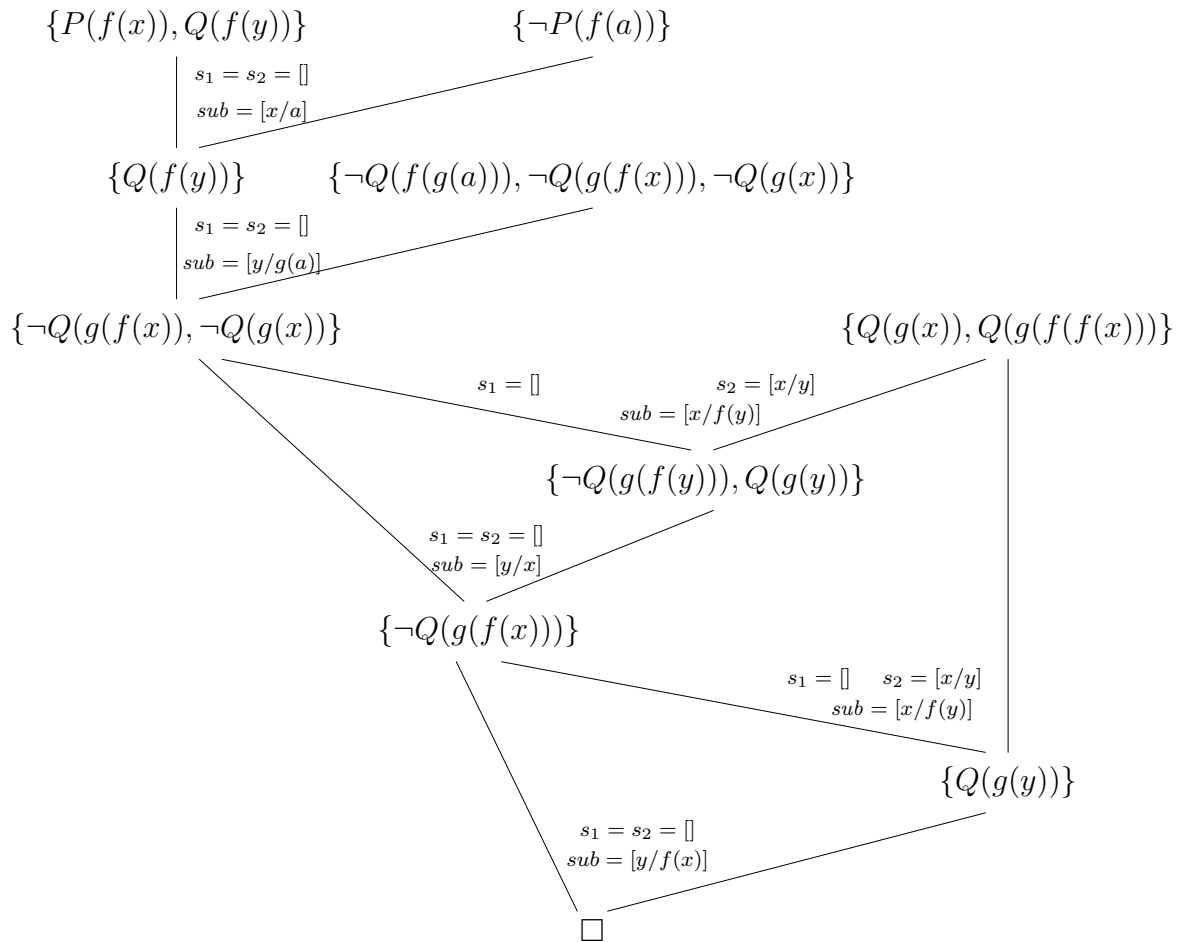 {P(f(x)), Q(f(y))} {¬P(f(a))}
s₁ = s₂ = []
sub = [x/a]
{Q(f(y))} {¬Q(f(g(a))), ¬Q(g(f(x))), ¬Q(g(x))}
s₁ = s₂ = []
sub = [y/g(a)]
{¬Q(g(f(x)), ¬Q(g(x))} {Q(g(x)), Q(g(f(f(x)))}
s₁ = [] s₂ = [x/y]
sub = [x/f(y)]
{¬Q(g(f(y))), Q(g(y))}
s₁ = s₂ = []
sub = [y/x]
{¬Q(g(f(x)))}
s₁ = [] s₂ = [x/y]
sub = [x/f(y)]
{Q(g(y))}
s₁ = s₂ = []
sub = [y/f(x)]
□